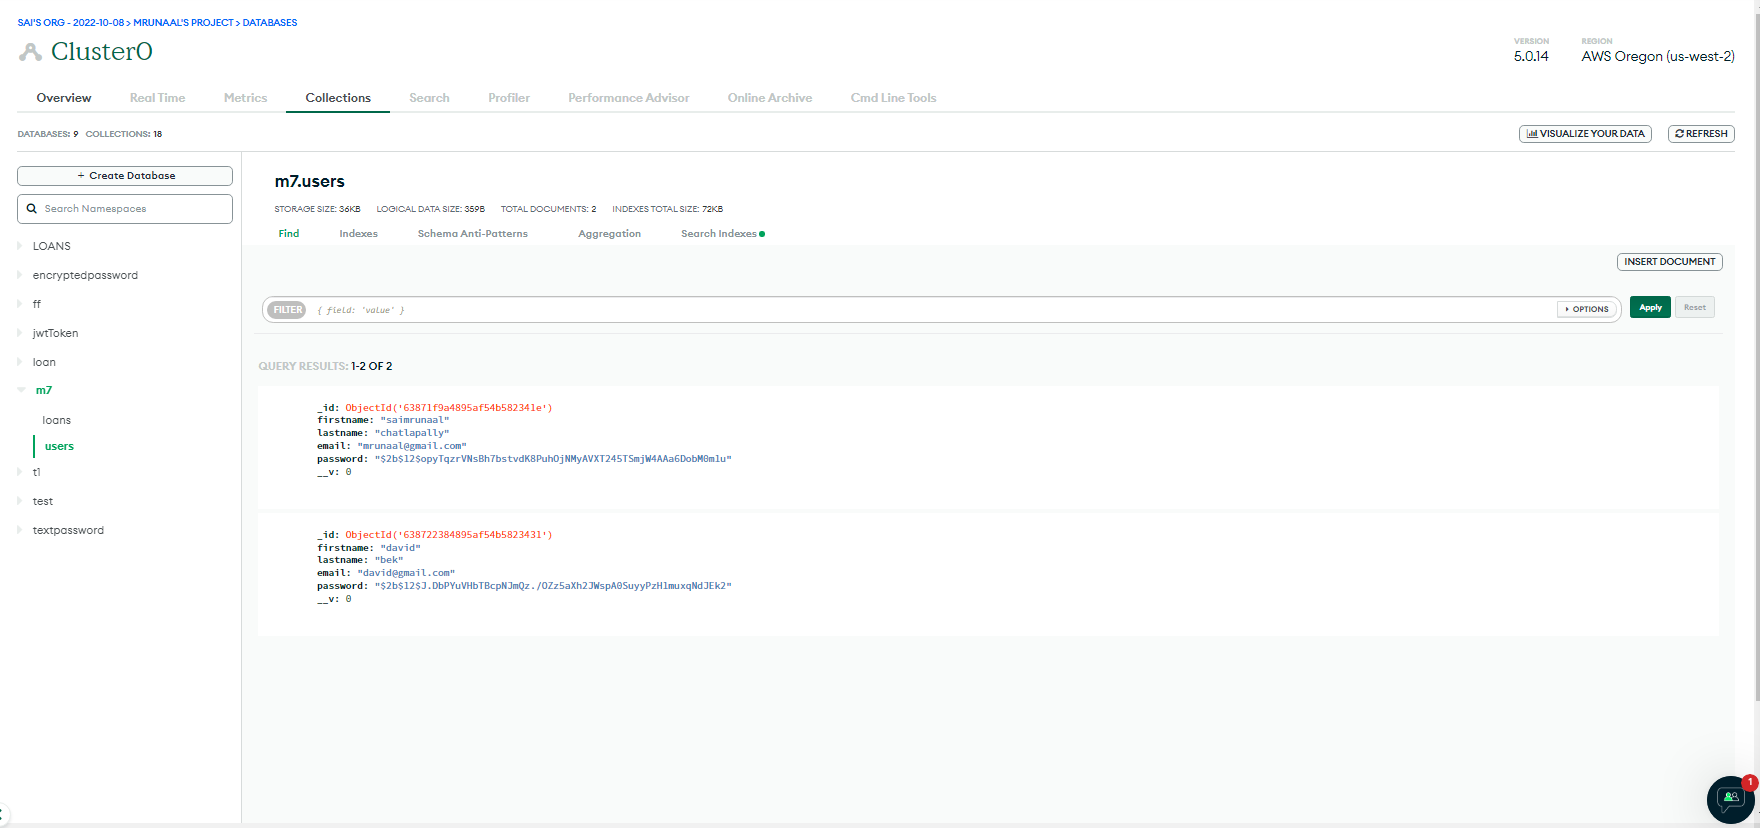 SAI'S ORG - 2022-10-08 > MRUNAAL'S PROJECT > DATABASES
Cluster0
VERSION
5.0.14
REGION
AWS Oregon (us-west-2)
Overview
Real Time
Metrics
Collections
Search
Profiler
Performance Advisor
Online Archive
Cmd Line Tools
DATABASES: 9 COLLECTIONS: 18
VISUALIZE YOUR DATA
REFRESH
+ Create Database
Search Namespaces
LOANS
encryptedpassword
ff
jwtToken
loan
m7
loans
users
t1
test
textpassword
m7.users
STORAGE SIZE: 36KB LOGICAL DATA SIZE: 359B TOTAL DOCUMENTS: 2 INDEXES TOTAL SIZE: 72KB
Find
Indexes
Schema Anti-Patterns
Aggregation
Search Indexes
INSERT DOCUMENT
FILTER
{ field: 'value' }
OPTIONS
Apply
Reset
QUERY RESULTS: 1-2 OF 2
_id: ObjectId('63871f9a4895af54b582341e')
firstname: "saimrunaal"
lastname: "chatlapally"
email: "mrunaal@gmail.com"
password: "$2b$12$opyTqzrVNsBh7bstvdK8PuhOjNMyAVXT245TSmjW4AAa6DobM0mlu"
__v: 0
_id: ObjectId('638722384895af54b5823431')
firstname: "david"
lastname: "bek"
email: "david@gmail.com"
password: "$2b$12$J.DbPYuVHbTBcpNJmQz./OZz5aXh2JWspA0SuyyPzH1muxqNdJEk2"
__v: 0
1